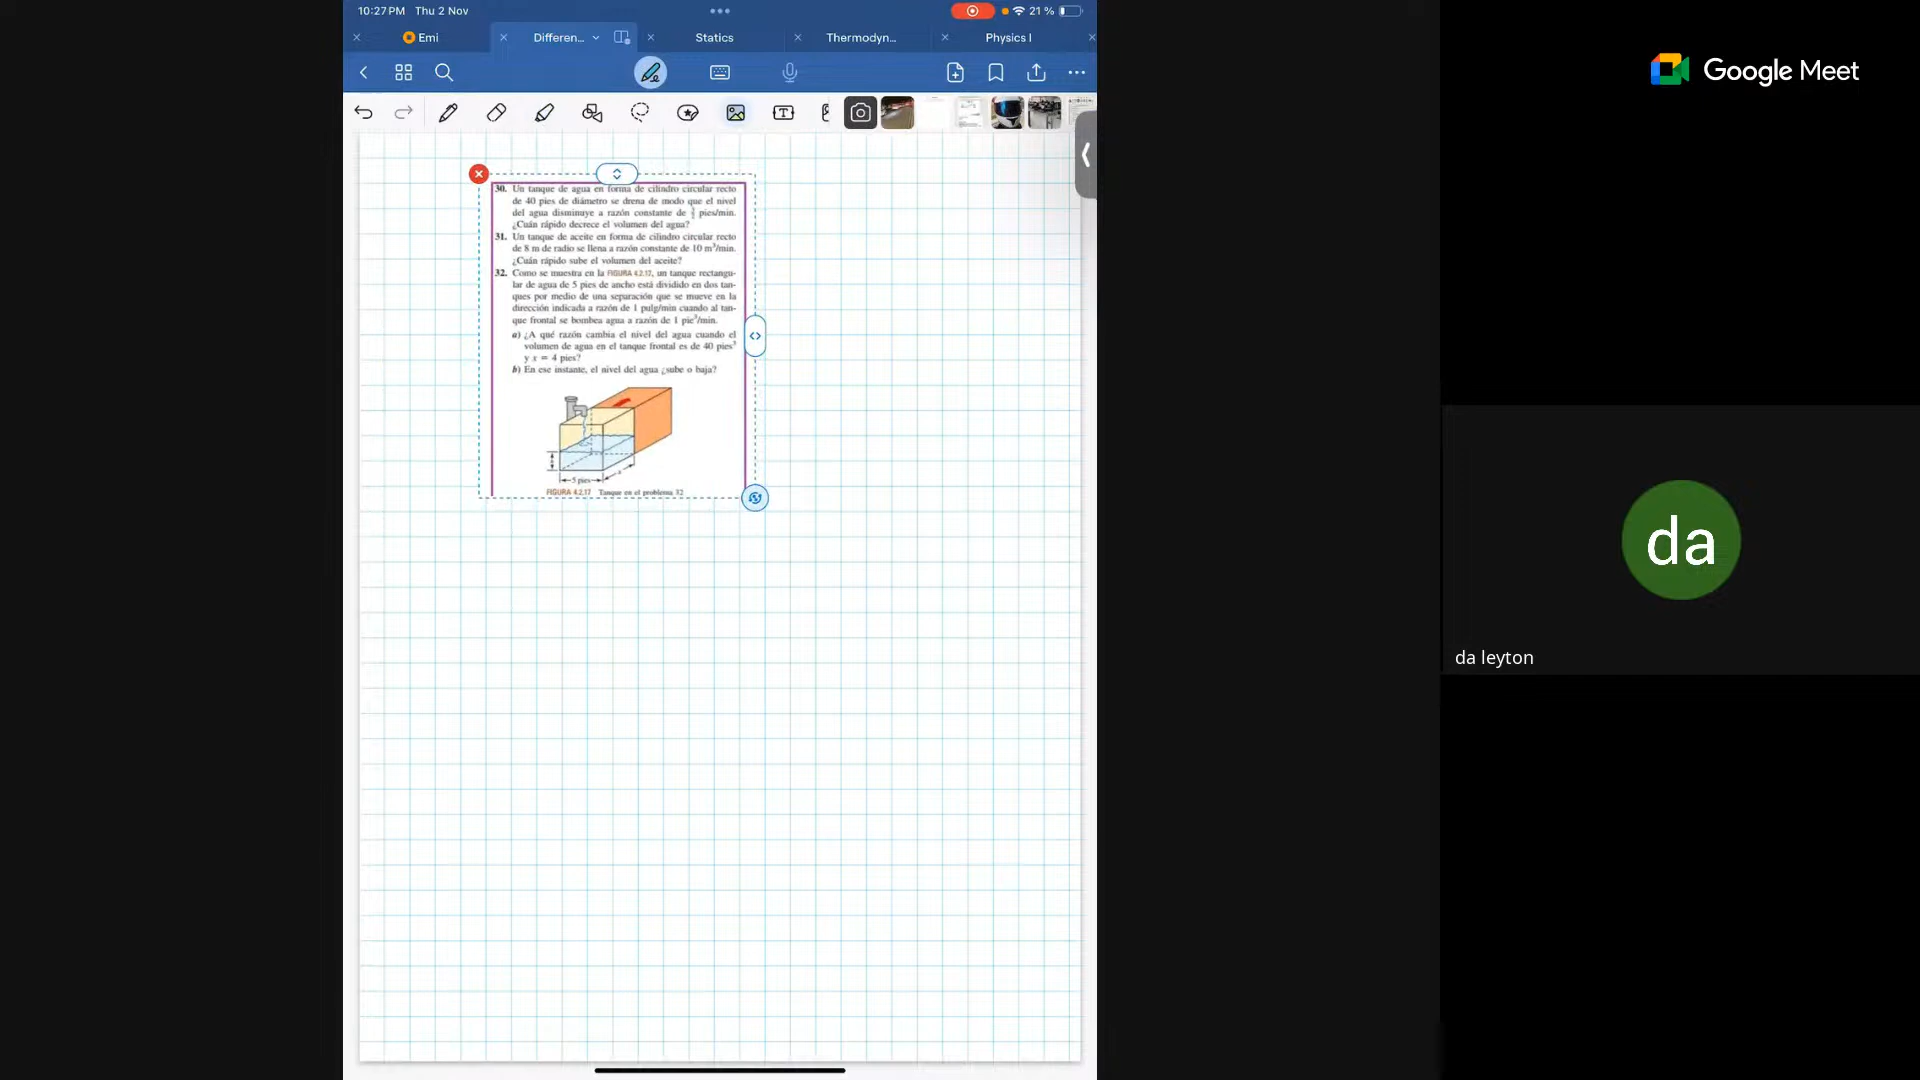 10:27 PM Thu 2 Nov
21 %
Emi
Differen...
Statics
Thermodyn...
Physics I
Google Meet
30. Un tanque de agua en forma de cilindro circular recto
de 40 pies de diámetro se drena de modo que el nivel
del agua disminuye a razón constante de pies/min.
¿Cuán rápido decrece el volumen del agua?
31. Un tanque de aceite en forma de cilindro circular recto
de 8 m de radio se llena a razón constante de 10 m³/min.
¿Cuán rápido sube el volumen del aceite?
32. Como se muestra en la FIGURA 4.2.17, un tanque rectangu-
lar de agua de 5 pies de ancho está dividido en dos tan-
ques por medio de una separación que se mueve en la
dirección indicada a razón de 1 pulg/min cuando al tan-
que frontal se bombea agua a razón de 1 pie³/min.
a) ¿A qué razón cambia el nivel del agua cuando el
volumen de agua en el tanque frontal es de 40 pies³
y x = 4 pies?
b) En ese instante, el nivel del agua ¿sube o baja?
5 pies
FIGURA 4.2.17 Tanque en el problema 32
da
da leyton